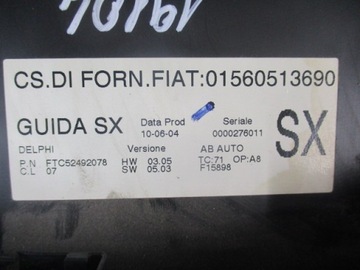 CS.DI FORN.FIAT:01560513690
GUIDA SX Data Prod Seriale SX
10-06-04 0000276011
DELPHI Versione AB AUTO
P.N FTC52492078 HW 03.05 TC:71 OP:A8
C.L 07 SW 05.03 F15898